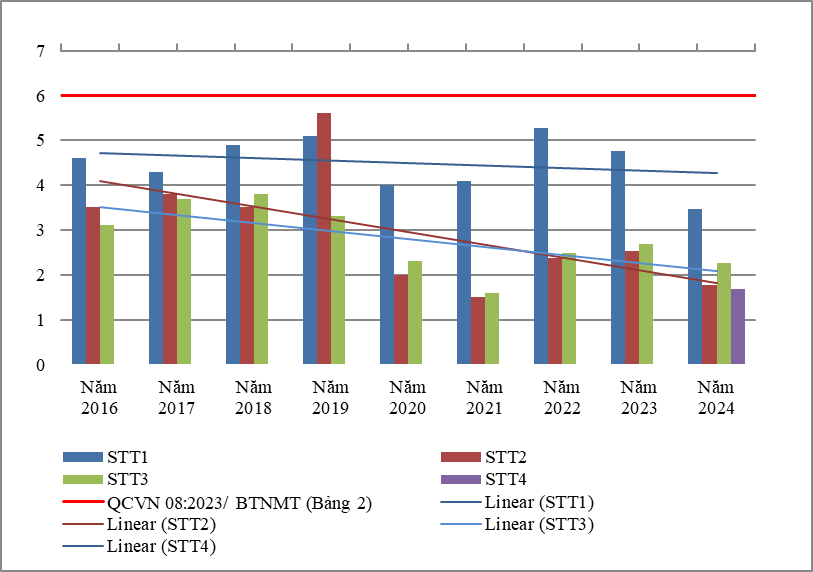 7
6
5
4
3
2
1
0
Năm 2016
Năm 2017
Năm 2018
Năm 2019
Năm 2020
Năm 2021
Năm 2022
Năm 2023
Năm 2024
STT1
STT2
STT3
STT4
QCVN 08:2023/ BTNMT (Bảng 2)
Linear (STT1)
Linear (STT2)
Linear (STT3)
Linear (STT4)